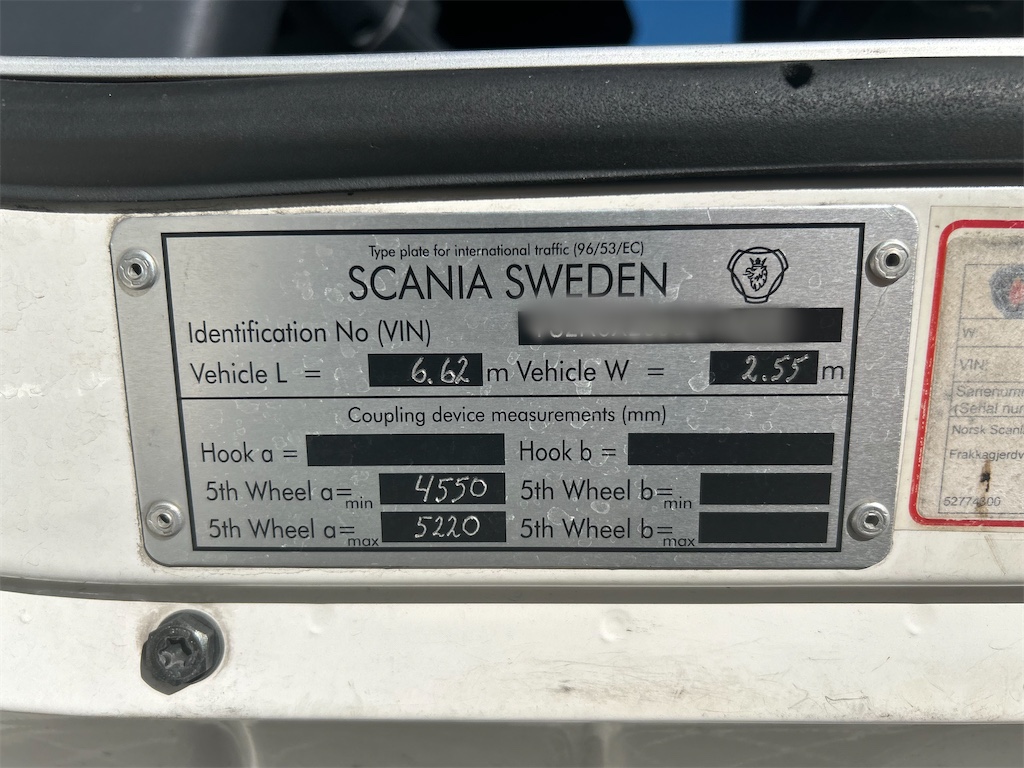 Type plate for international traffic (96/53/EC)
SCANIA SWEDEN
Identification No (VIN)
Vehicle L = 6.62 m Vehicle W = 2.55 m
Coupling device measurements (mm)
Hook a = Hook b =
5th Wheel a= min 4550 5th Wheel b= min
5th Wheel a= max 5220 5th Wheel b= max
W.
VIN:
(Serial
Norsk
52774300